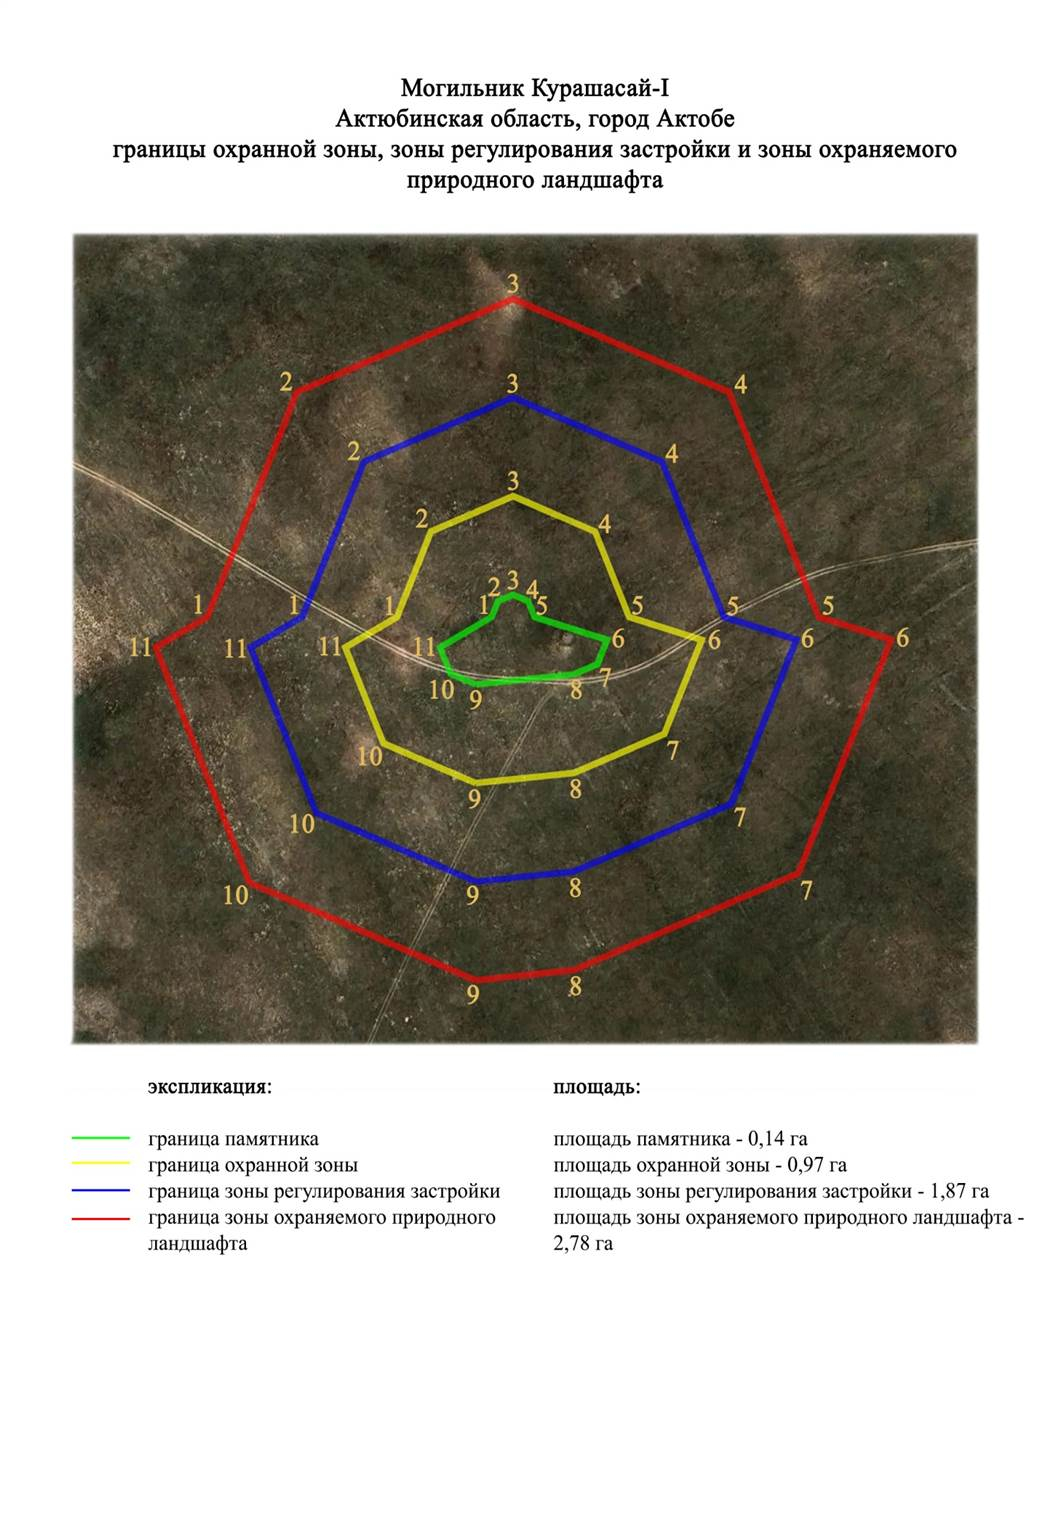 Могильник Курашасай-I
Актюбинская область, город Актобе
границы охранной зоны, зоны регулирования застройки и зоны охраняемого
природного ландшафта
3
2
4
3
2
4
3
2
4
1
1
1
1
2
3
4
5
5
5
5
11
11
11
11
6
6
6
6
10
9
8
7
10
9
8
7
10
9
8
7
10
9
8
7
экспликация:
площадь:
граница памятника
площадь памятника - 0,14 га
граница охранной зоны
площадь охранной зоны - 0,97 га
граница зоны регулирования застройки
площадь зоны регулирования застройки - 1,87 га
граница зоны охраняемого природного
площадь зоны охраняемого природного ландшафта -
ландшафта
2,78 га